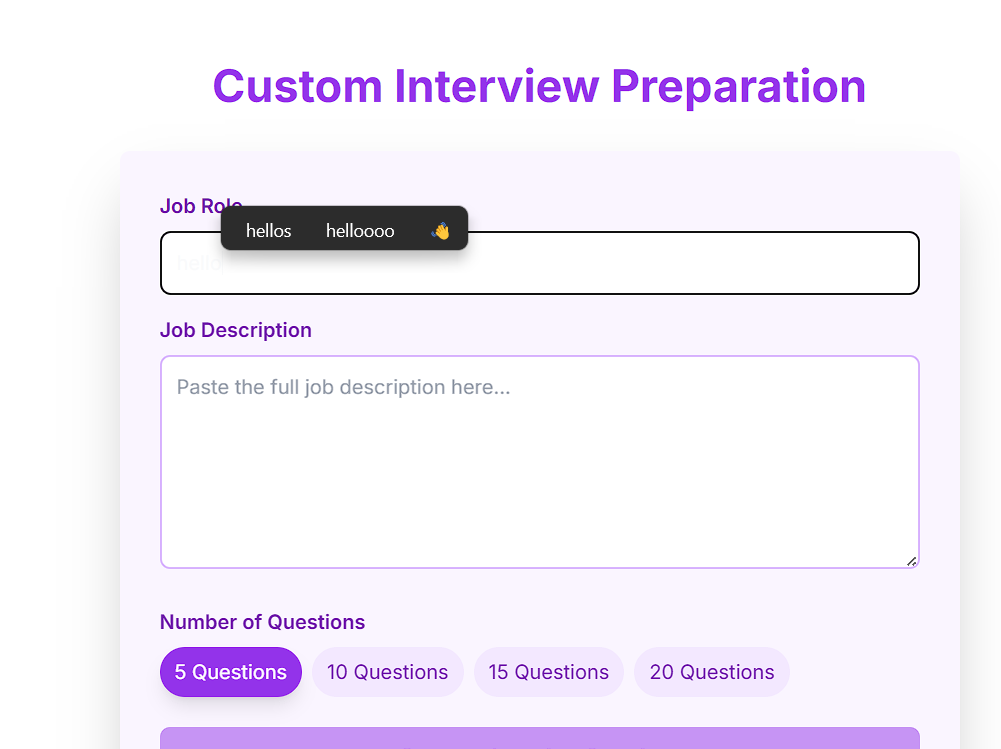 Custom Interview Preparation
Job Role
hellos helloooo 👋
hello
Job Description
Paste the full job description here...
Number of Questions
5 Questions 10 Questions 15 Questions 20 Questions